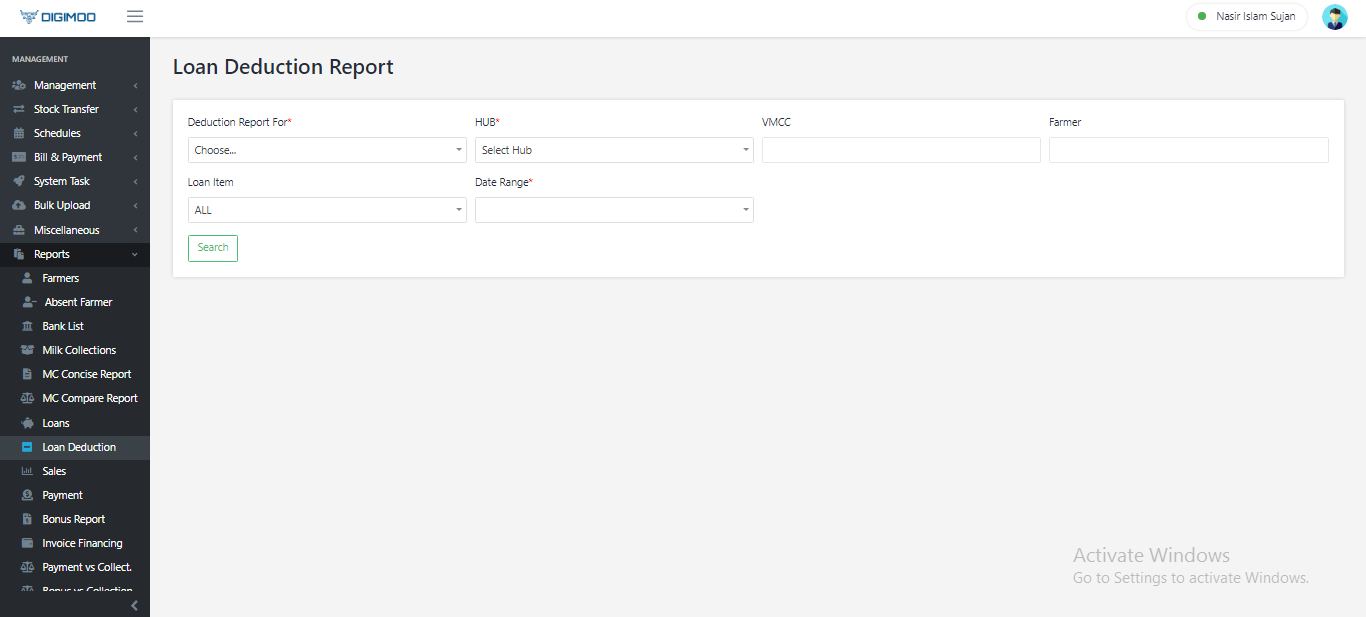 DIGIMOO
Nasir Islam Sujan
MANAGEMENT
Management
Stock Transfer
Schedules
Bill & Payment
System Task
Bulk Upload
Miscellaneous
Reports
Farmers
Absent Farmer
Bank List
Milk Collections
MC Concise Report
MC Compare Report
Loans
Loan Deduction
Sales
Payment
Bonus Report
Invoice Financing
Payment vs Collect.
Bonus vs Collection
Loan Deduction Report
Deduction Report For*
HUB*
VMCC
Farmer
Choose...
Select Hub
Loan Item
Date Range*
ALL
Search
Activate Windows
Go to Settings to activate Windows.